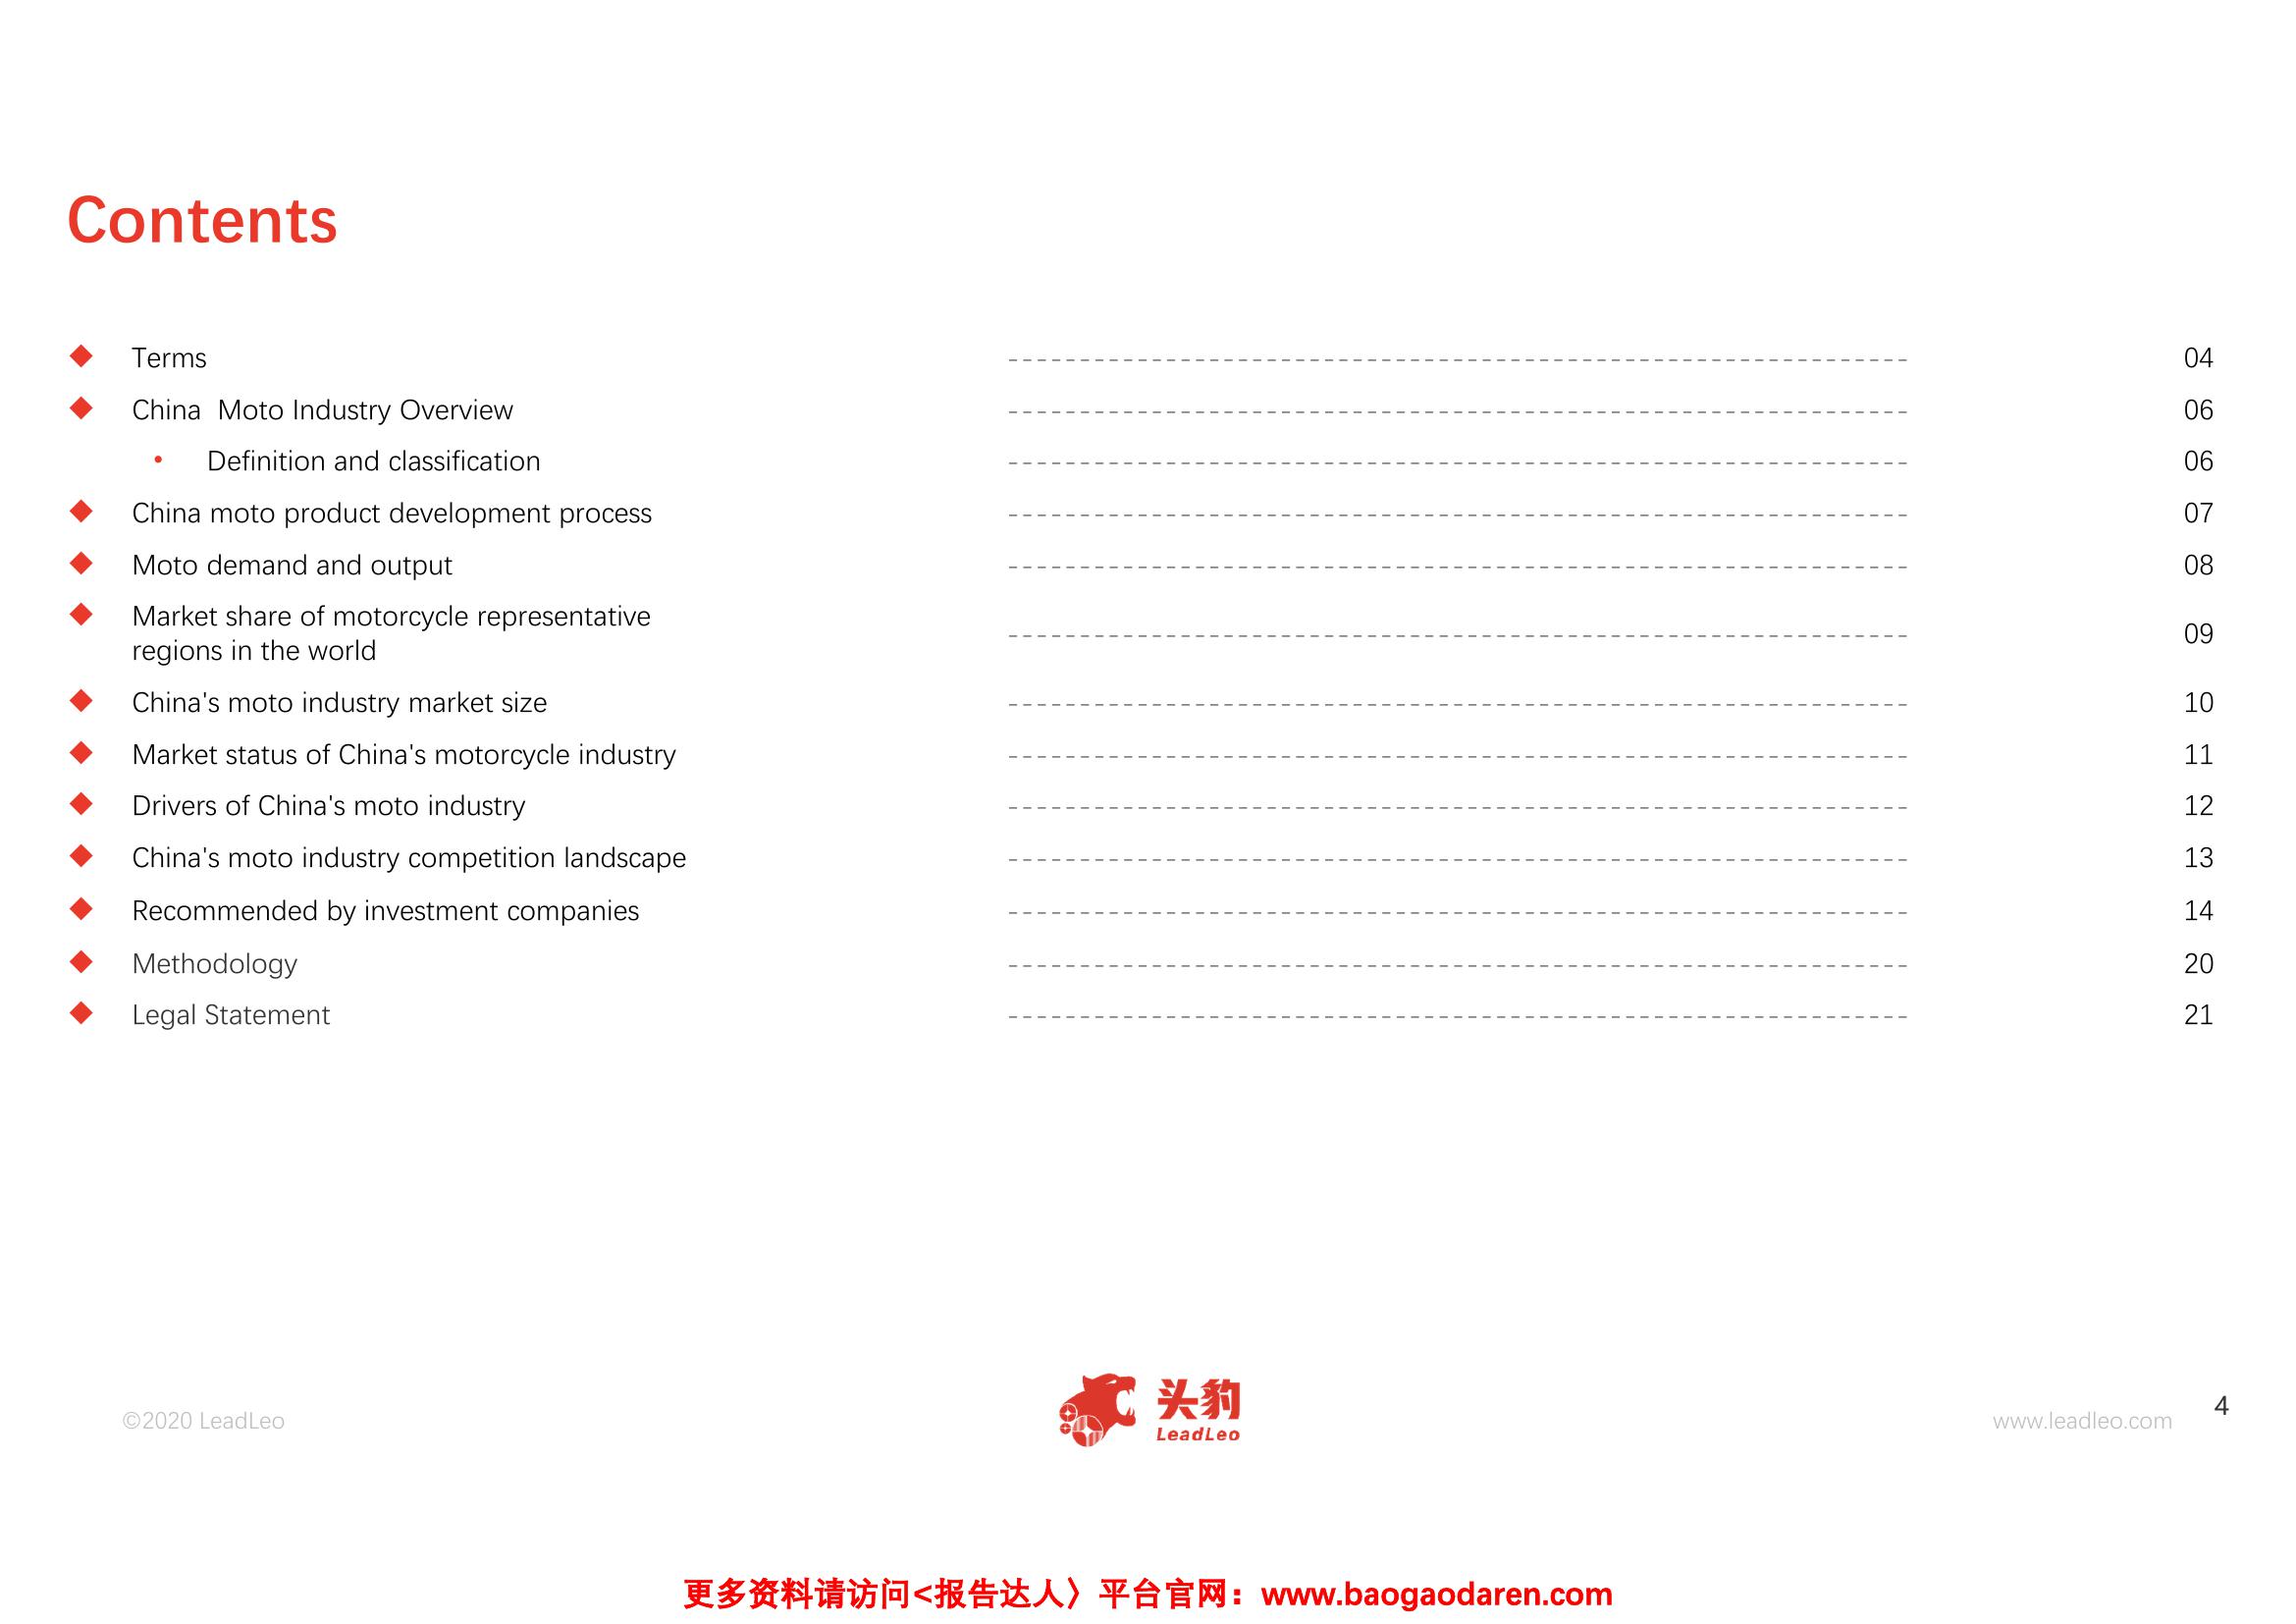 Contents
Terms 04
China  Moto Industry Overview 06
• Definition and classification 06
China moto product development process 07
Moto demand and output 08
Market share of motorcycle representative
regions in the world 09
China's moto industry market size 10
Market status of China's motorcycle industry 11
Drivers of China's moto industry 12
China's moto industry competition landscape 13
Recommended by investment companies 14
Methodology 20
Legal Statement 21
©2020 LeadLeo
头豹
LeadLeo
www.leadleo.com
4
更多资料请访问<报告达人〉平台官网：www.baogaodaren.com